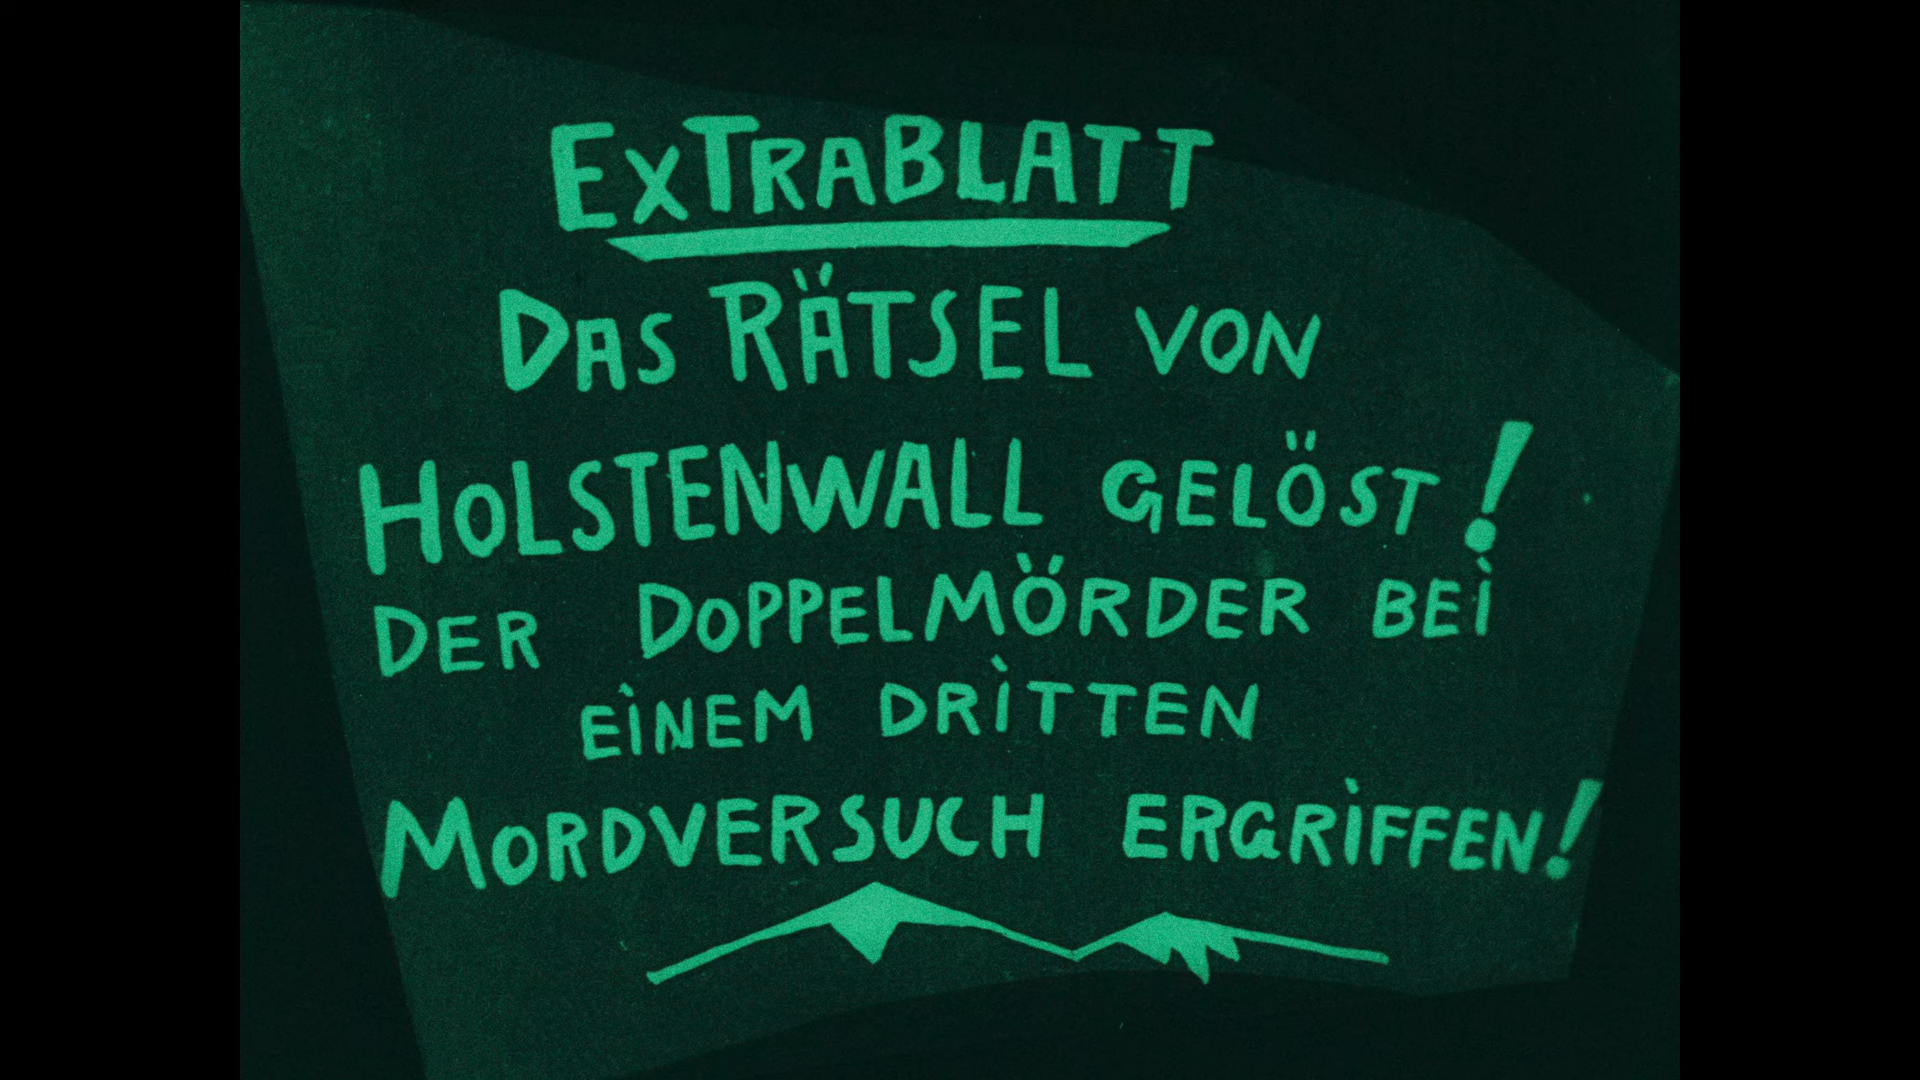 EXTRABLATT
DAS RÄTSEL VON
HOLSTENWALL GELÖST!
DER DOPPELMÖRDER BEI
EINEM DRITTEN
MORDVERSUCH ERGRIFFEN!